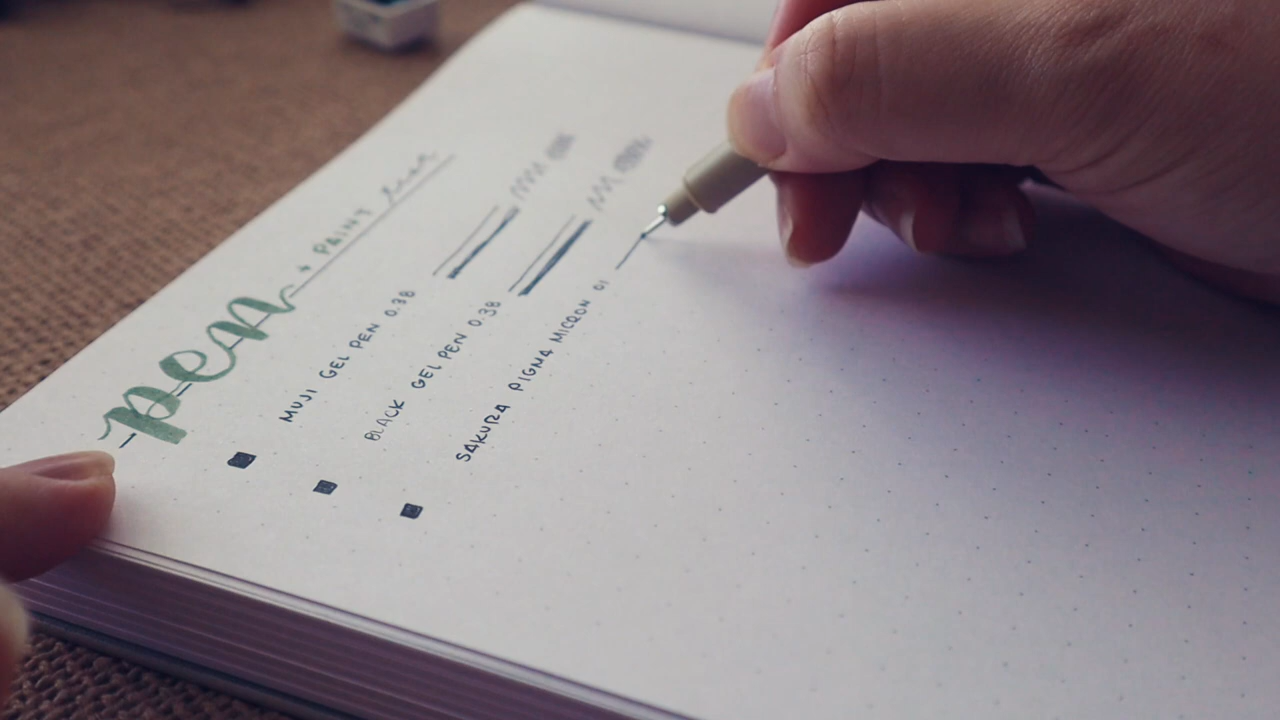 pen + PAINT test
MUJI GEL PEN 0.38
BLACK GEL PEN 0.38
SAKURA PIGMA MICRON 01